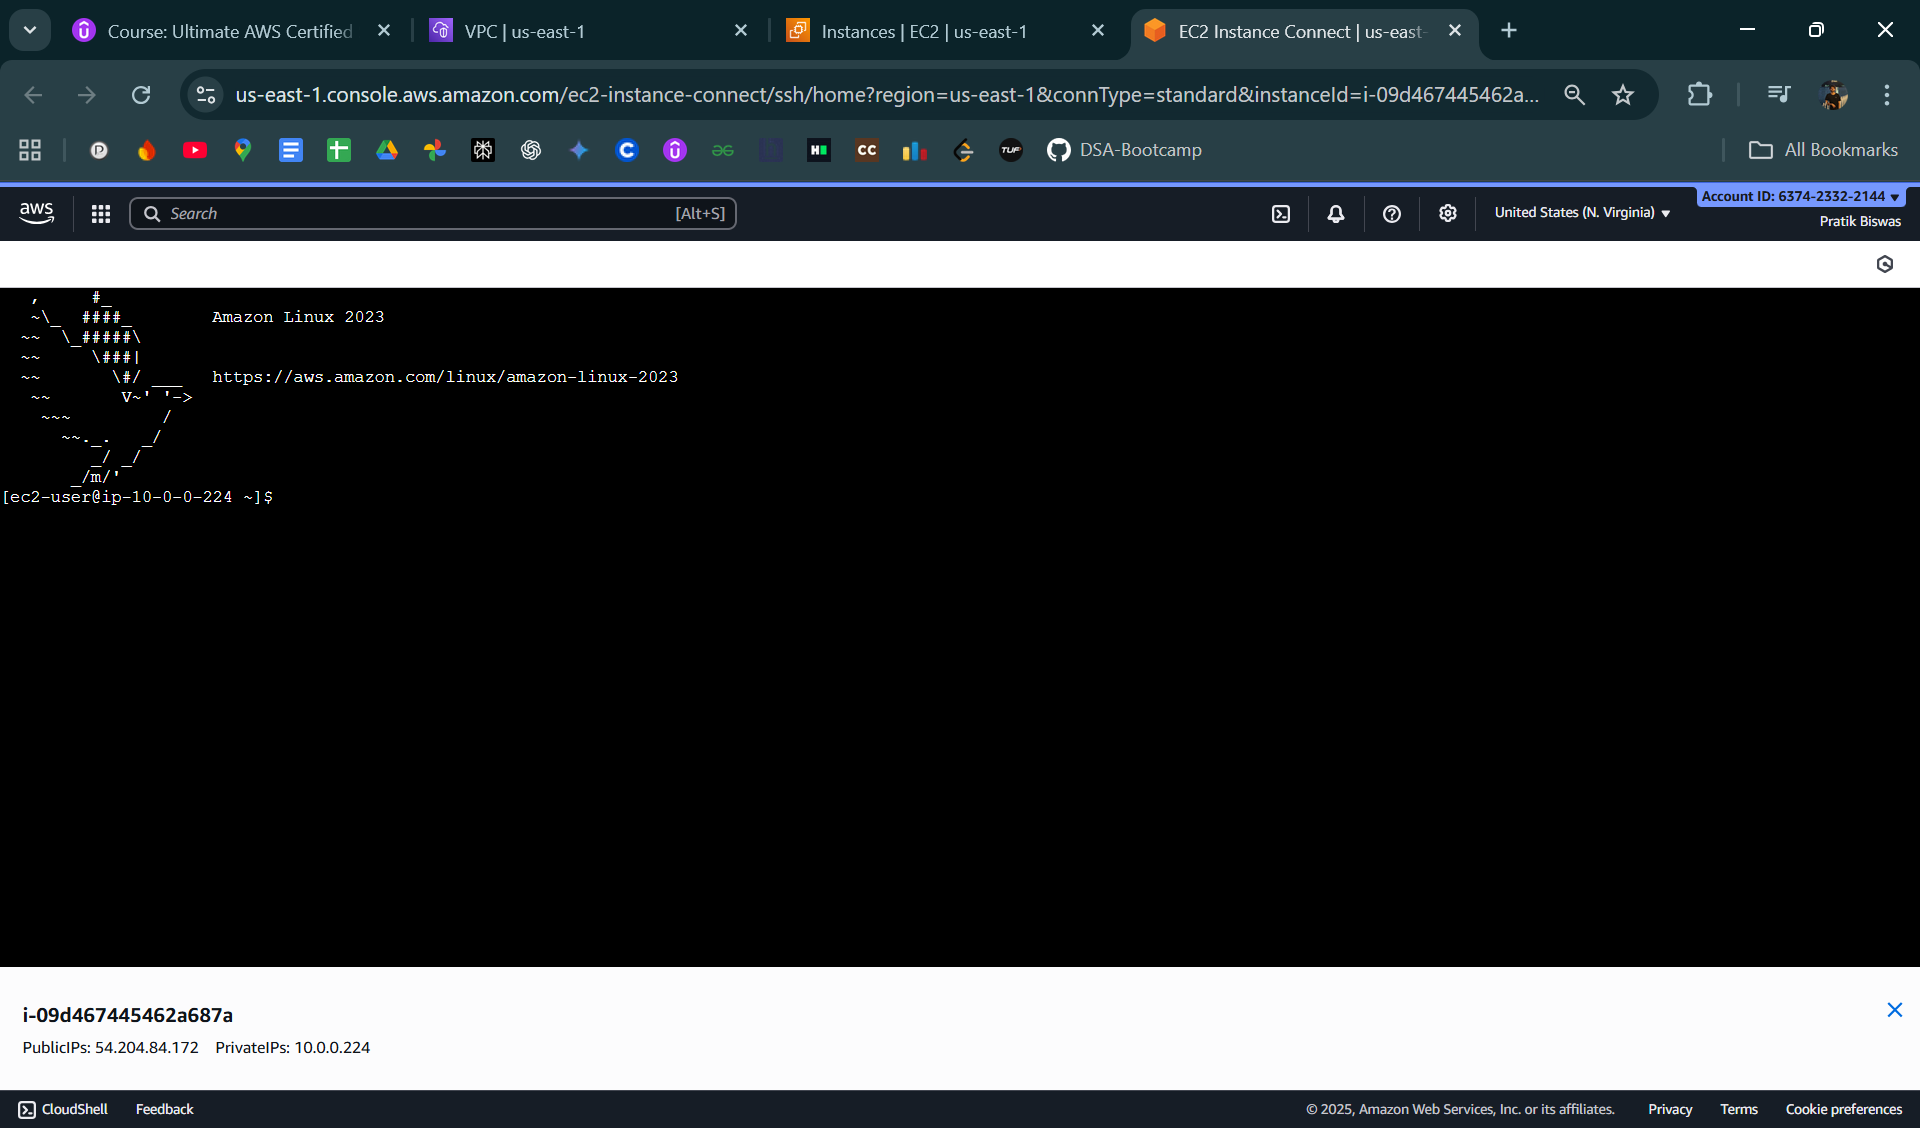 Course: Ultimate AWS Certified
VPC | us-east-1
Instances | EC2 | us-east-1
EC2 Instance Connect | us-east-
us-east-1.console.aws.amazon.com/ec2-instance-connect/ssh/home?region=us-east-1&connType=standard&instanceId=i-09d467445462a...
DSA-Bootcamp
All Bookmarks
aws
Search
[Alt+S]
United States (N. Virginia)
Account ID: 6374-2332-2144
Pratik Biswas
   ,     #_
   ~\_  ####_        Amazon Linux 2023
  ~~  \_#####\
  ~~     \###|
  ~~       \#/ ___   https://aws.amazon.com/linux/amazon-linux-2023
   ~~       V~' '->
    ~~~         /
      ~~._.   _/
         _/ _/
       _/m/'
[ec2-user@ip-10-0-0-224 ~]$
i-09d467445462a687a
PublicIPs: 54.204.84.172 PrivateIPs: 10.0.0.224
CloudShell
Feedback
© 2025, Amazon Web Services, Inc. or its affiliates.
Privacy
Terms
Cookie preferences